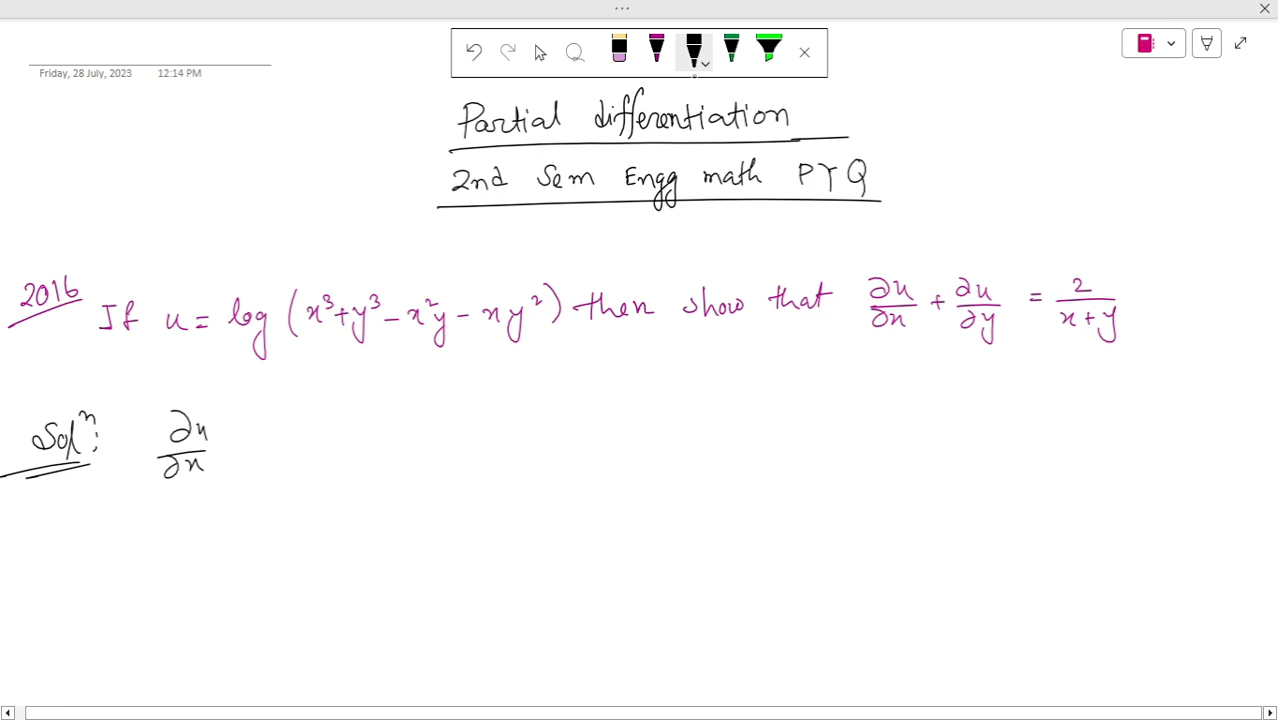 Friday, 28 July, 2023 12:14 PM
Partial differentiation
2nd Sem Engg math PYQ
2016 If u = log (x³+y³-x²y-xy²) then show that ∂u/∂x + ∂u/∂y = 2/(x+y)
Solⁿ: ∂u/∂x